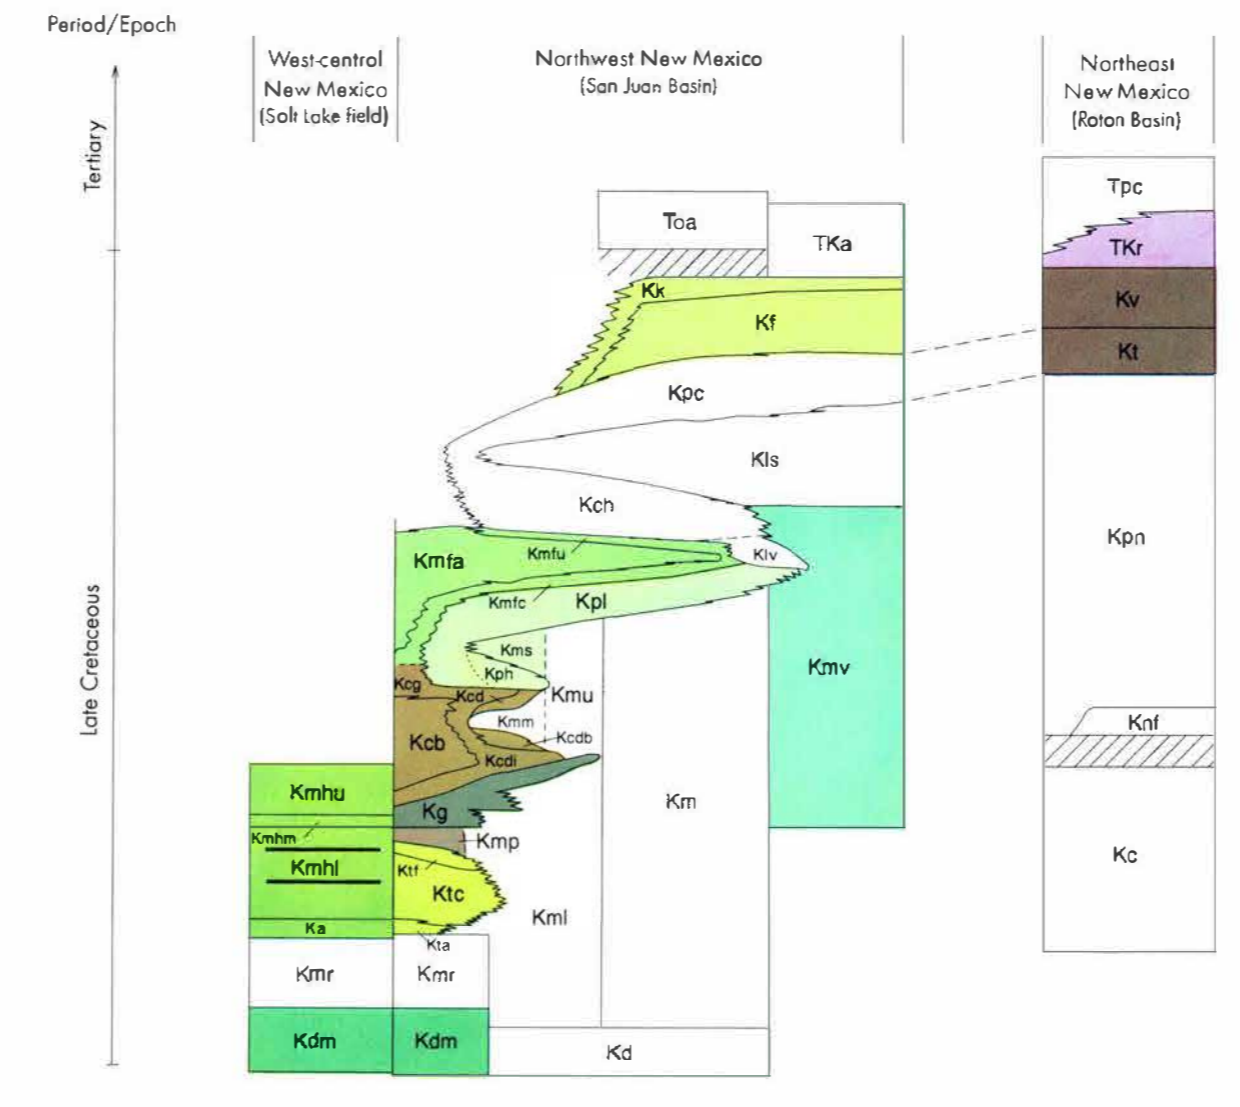 Period/Epoch
West-central
New Mexico
(Salt Lake field)
Northwest New Mexico
(San Juan Basin)
Northeast
New Mexico
(Raton Basin)
Tertiary
Late Cretaceous
Toa
TKa
Tpc
TKr
Kk
Kf
Kv
Kt
Kpc
Kls
Kch
Kpn
Kmfa
Kmfu
Klv
Kmfc
Kpl
Kms
Kph
Kmv
Kcg
Kcd
Kmu
Kmm
Kcdb
Knf
Kcb
Kcdi
Kmhu
Kg
Km
Kmhm
Kmp
Kmhl
Ktf
Kc
Ktc
Kml
Ka
Kta
Kmr
Kmr
Kdm
Kdm
Kd